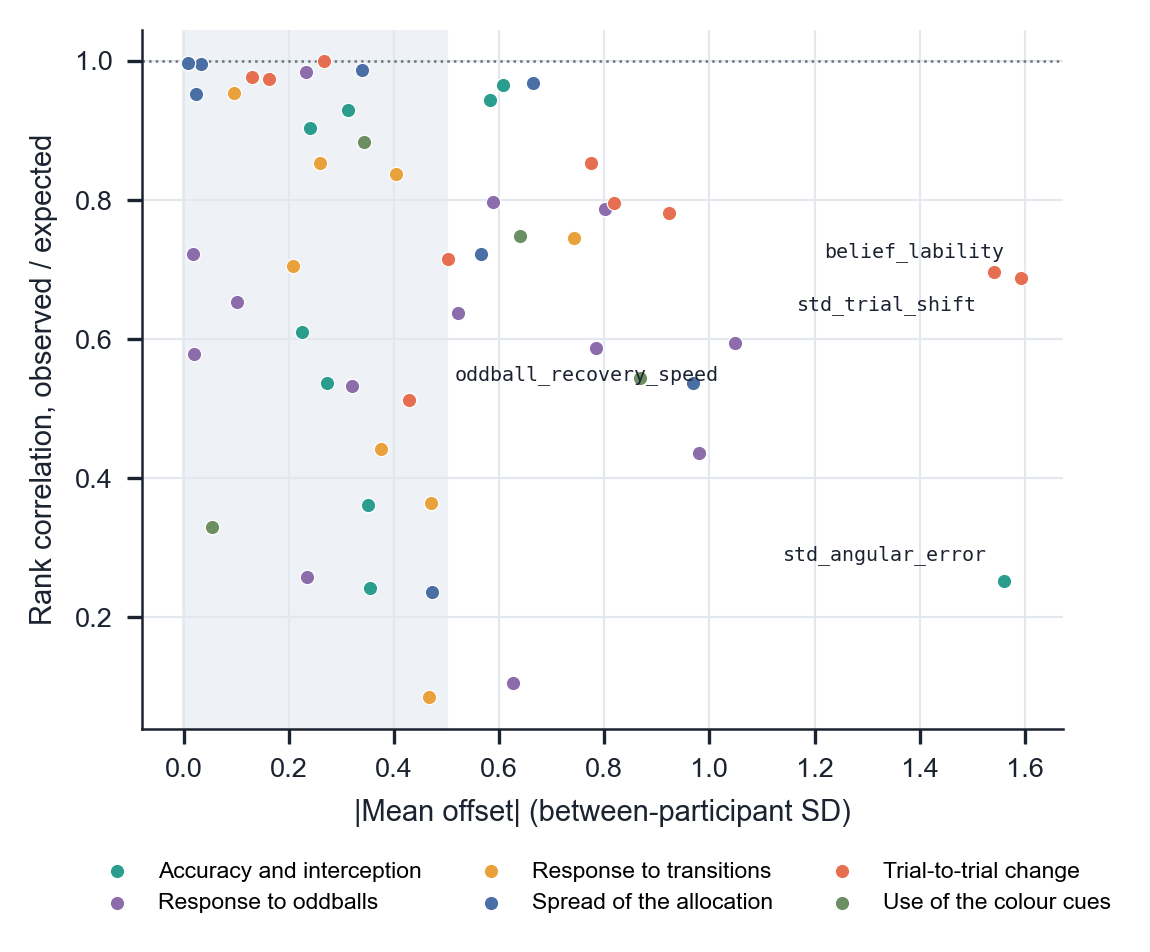 1.0
0.8
0.6
0.4
0.2
Rank correlation, observed / expected
belief_lability
std_trial_shift
oddball_recovery_speed
std_angular_error
0.0 0.2 0.4 0.6 0.8 1.0 1.2 1.4 1.6
|Mean offset| (between-participant SD)
Accuracy and interception Response to transitions Trial-to-trial change
Response to oddballs Spread of the allocation Use of the colour cues